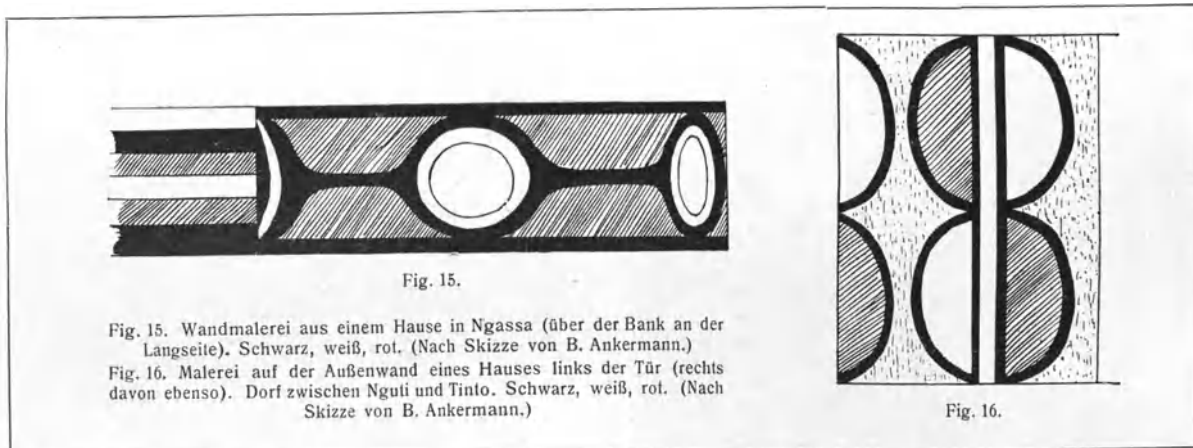 Fig. 15.
Fig. 15. Wandmalerei aus einem Hause in Ngassa (über der Bank an der
Langseite). Schwarz, weiß, rot. (Nach Skizze von B. Ankermann.)
Fig. 16. Malerei auf der Außenwand eines Hauses links der Tür (rechts
davon ebenso). Dorf zwischen Nguti und Tinto. Schwarz, weiß, rot. (Nach
Skizze von B. Ankermann.)
Fig. 16.